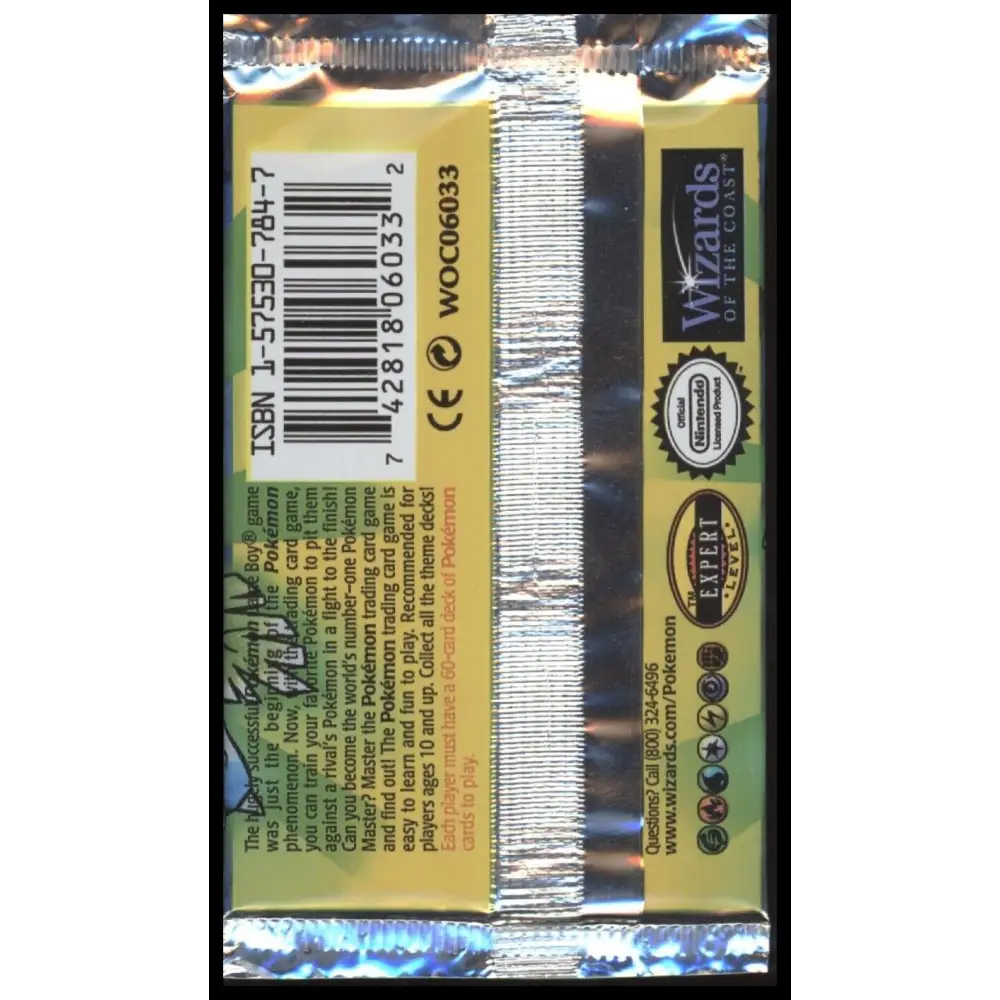 ISBN 1-57530-784-7
7 42818 06033 2
CE WOC06033
The hugely successful Pokémon Game Boy® game
was just the beginning of the Pokémon
phenomenon. Now, with the trading card game,
you can train your favorite Pokémon to pit them
against a rival's Pokémon in a fight to the finish!
Can you become the world's number-one Pokémon
Master? Master the Pokémon trading card game
and find out! The Pokémon trading card game is
easy to learn and fun to play. Recommended for
players ages 10 and up. Collect all the theme decks!
Each player must have a 60-card deck of Pokémon
cards to play.
Wizards
OF THE COAST®
Official
Nintendo
Licensed Product
TM
EXPERT
LEVEL
Questions? Call (800) 324-6496
www.wizards.com/Pokemon